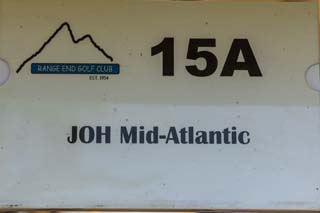 15A
RANGE END GOLF CLUB
EST. 1954
JOH Mid-Atlantic